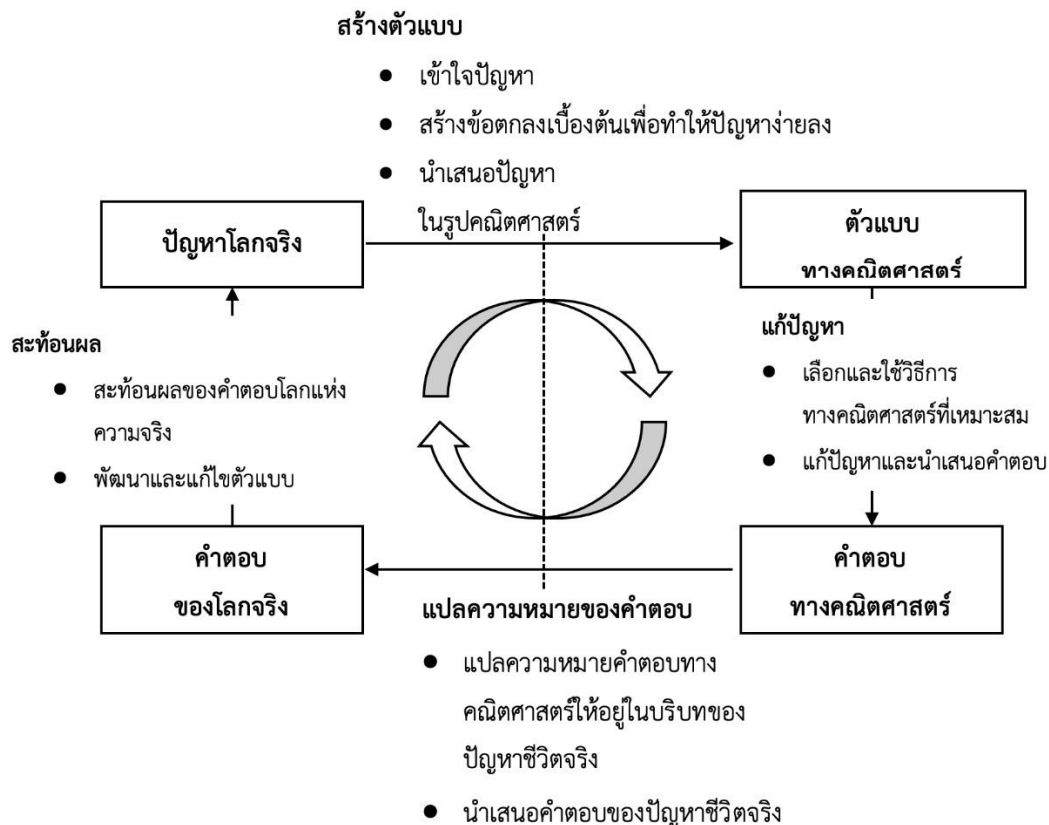 สร้างตัวแบบ
● เข้าใจปัญหา
● สร้างข้อตกลงเบื้องต้นเพื่อทำให้ปัญหาง่ายลง
● นำเสนอปัญหา
ในรูปคณิตศาสตร์
ปัญหาโลกจริง
ตัวแบบ
ทางคณิตศาสตร์
แก้ปัญหา
● เลือกและใช้วิธีการ
ทางคณิตศาสตร์ที่เหมาะสม
● แก้ปัญหาและนำเสนอคำตอบ
สะท้อนผล
● สะท้อนผลของคำตอบโลกแห่ง
ความจริง
● พัฒนาและแก้ไขตัวแบบ
คำตอบ
ของโลกจริง
คำตอบ
ทางคณิตศาสตร์
แปลความหมายของคำตอบ
● แปลความหมายคำตอบทาง
คณิตศาสตร์ให้อยู่ในบริบทของ
ปัญหาชีวิตจริง
● นำเสนอคำตอบของปัญหาชีวิตจริง